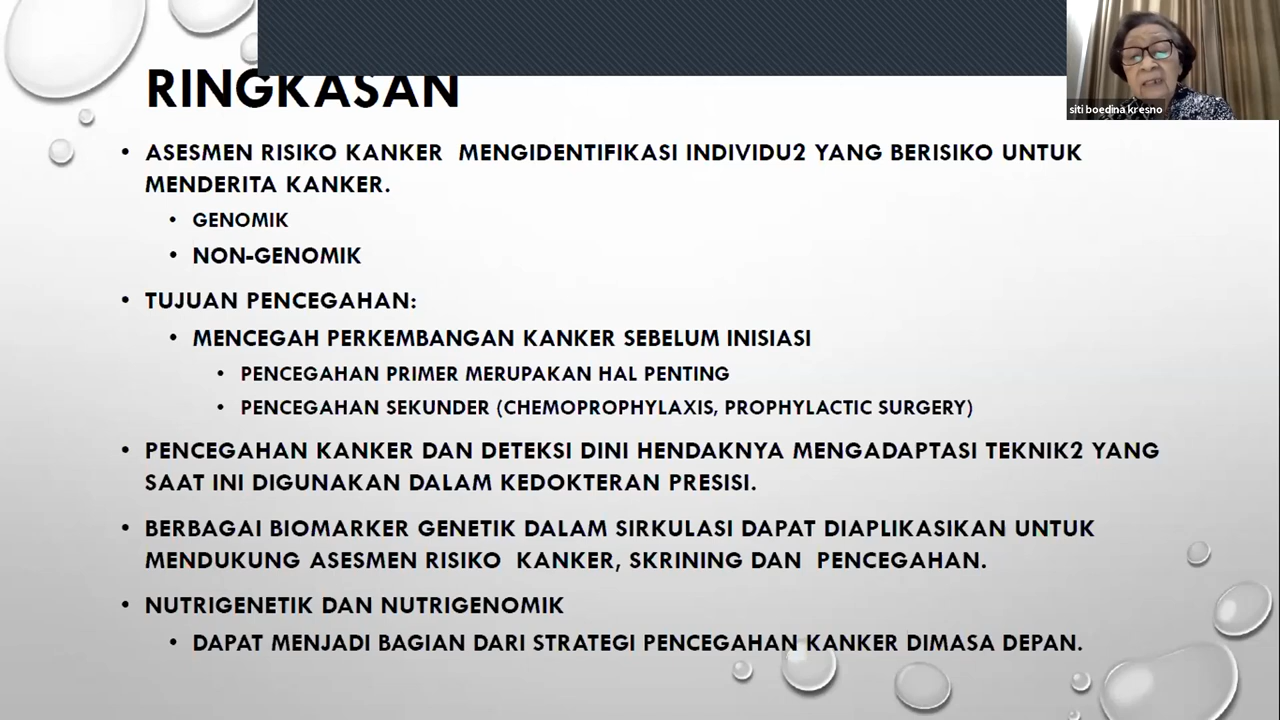 siti boedina kresno
RINGKASAN
• ASESMEN RISIKO KANKER MENGIDENTIFIKASI INDIVIDU2 YANG BERISIKO UNTUK
MENDERITA KANKER.
• GENOMIK
• NON-GENOMIK
• TUJUAN PENCEGAHAN:
• MENCEGAH PERKEMBANGAN KANKER SEBELUM INISIASI
• PENCEGAHAN PRIMER MERUPAKAN HAL PENTING
• PENCEGAHAN SEKUNDER (CHEMOPROPHYLAXIS, PROPHYLACTIC SURGERY)
• PENCEGAHAN KANKER DAN DETEKSI DINI HENDAKNYA MENGADAPTASI TEKNIK2 YANG
SAAT INI DIGUNAKAN DALAM KEDOKTERAN PRESISI.
• BERBAGAI BIOMARKER GENETIK DALAM SIRKULASI DAPAT DIAPLIKASIKAN UNTUK
MENDUKUNG ASESMEN RISIKO KANKER, SKRINING DAN PENCEGAHAN.
• NUTRIGENETIK DAN NUTRIGENOMIK
• DAPAT MENJADI BAGIAN DARI STRATEGI PENCEGAHAN KANKER DIMASA DEPAN.